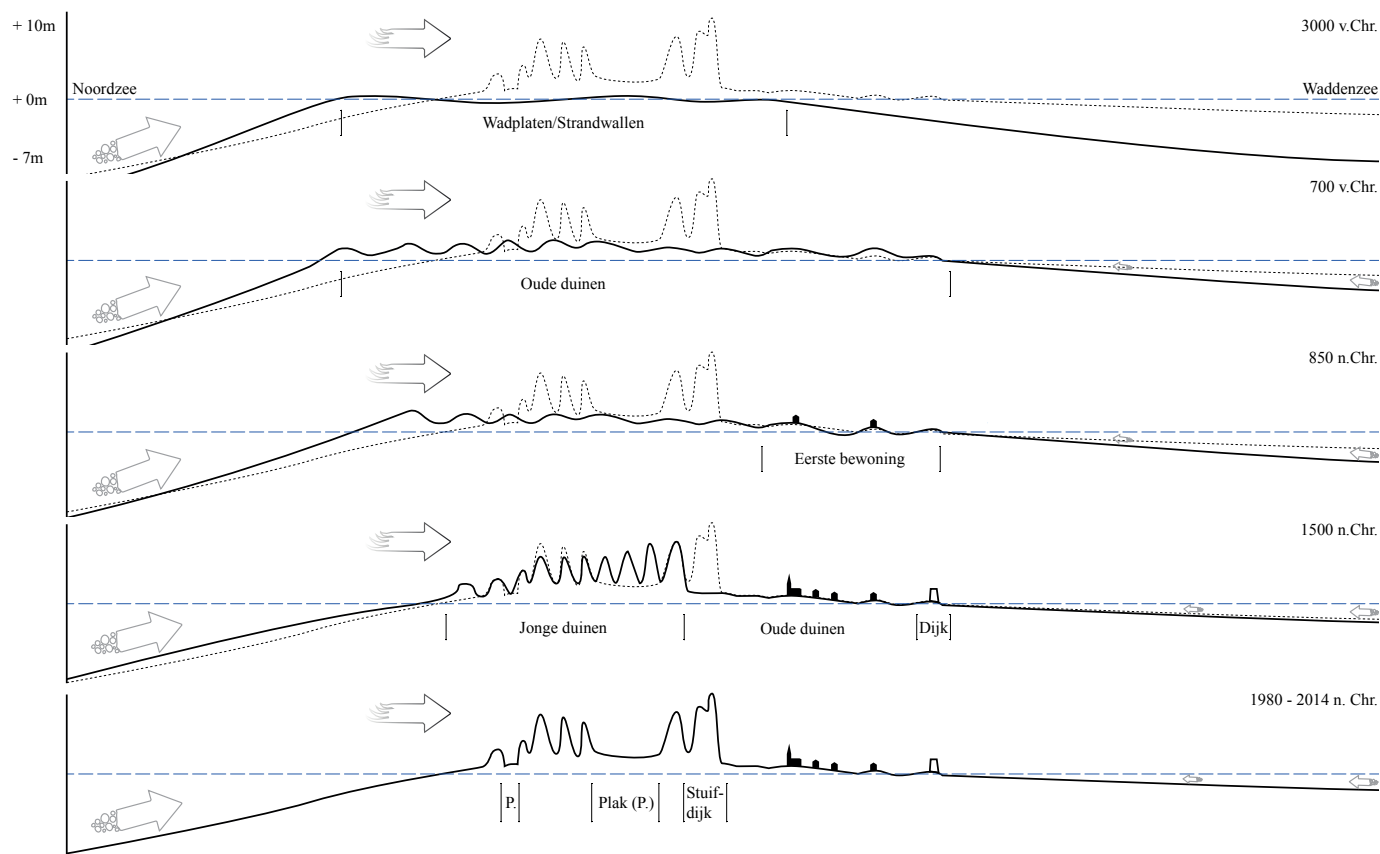 + 10m
3000 v.Chr.
Noordzee
Waddenzee
+ 0m
Wadplaten/Strandwallen
- 7m
700 v.Chr.
Oude duinen
850 n.Chr.
Eerste bewoning
1500 n.Chr.
Jonge duinen
Oude duinen
Dijk
1980 - 2014 n. Chr.
P.
Plak (P.)
Stuif-
dijk